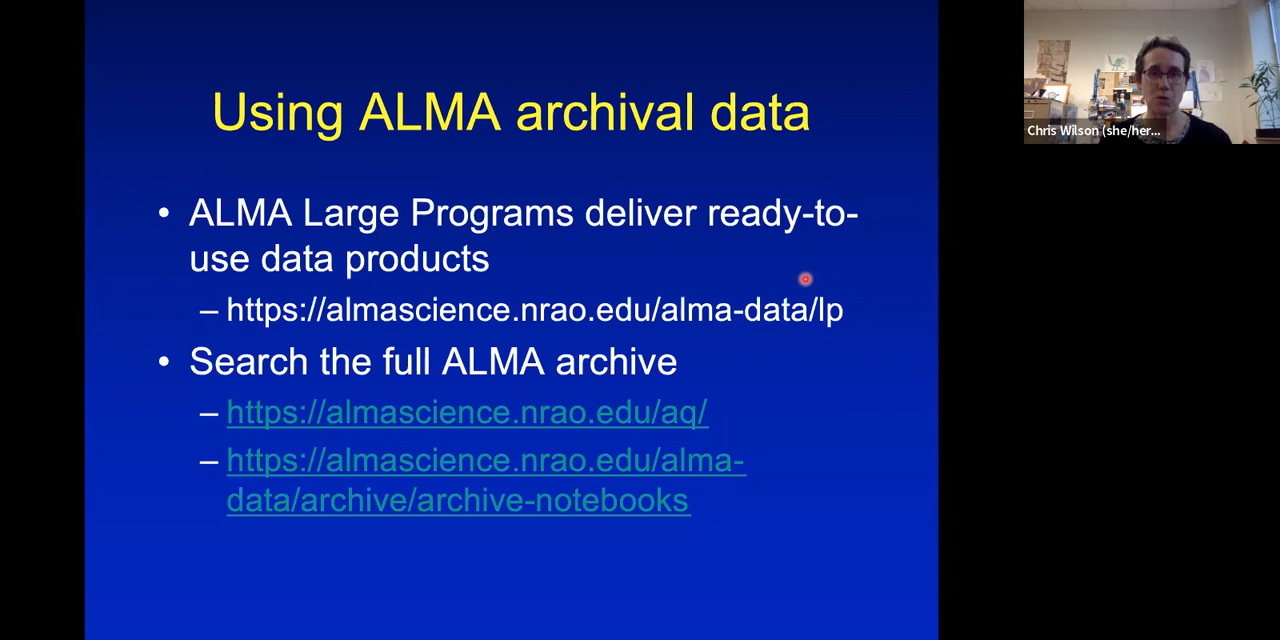 Using ALMA archival data
• ALMA Large Programs deliver ready-to-
use data products
– https://almascience.nrao.edu/alma-data/lp
• Search the full ALMA archive
– https://almascience.nrao.edu/aq/
– https://almascience.nrao.edu/alma-
data/archive/archive-notebooks
Chris Wilson (she/her...